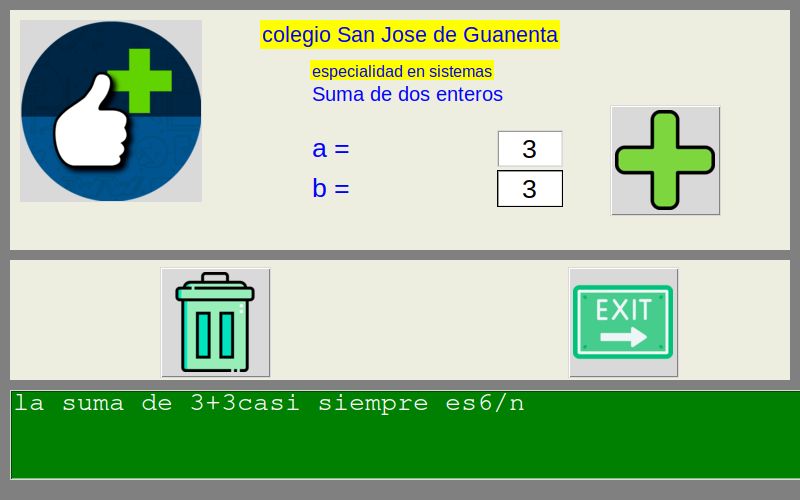 colegio San Jose de Guanenta
especialidad en sistemas
Suma de dos enteros
a = 3
b = 3
EXIT
la suma de 3+3casi siempre es6/n